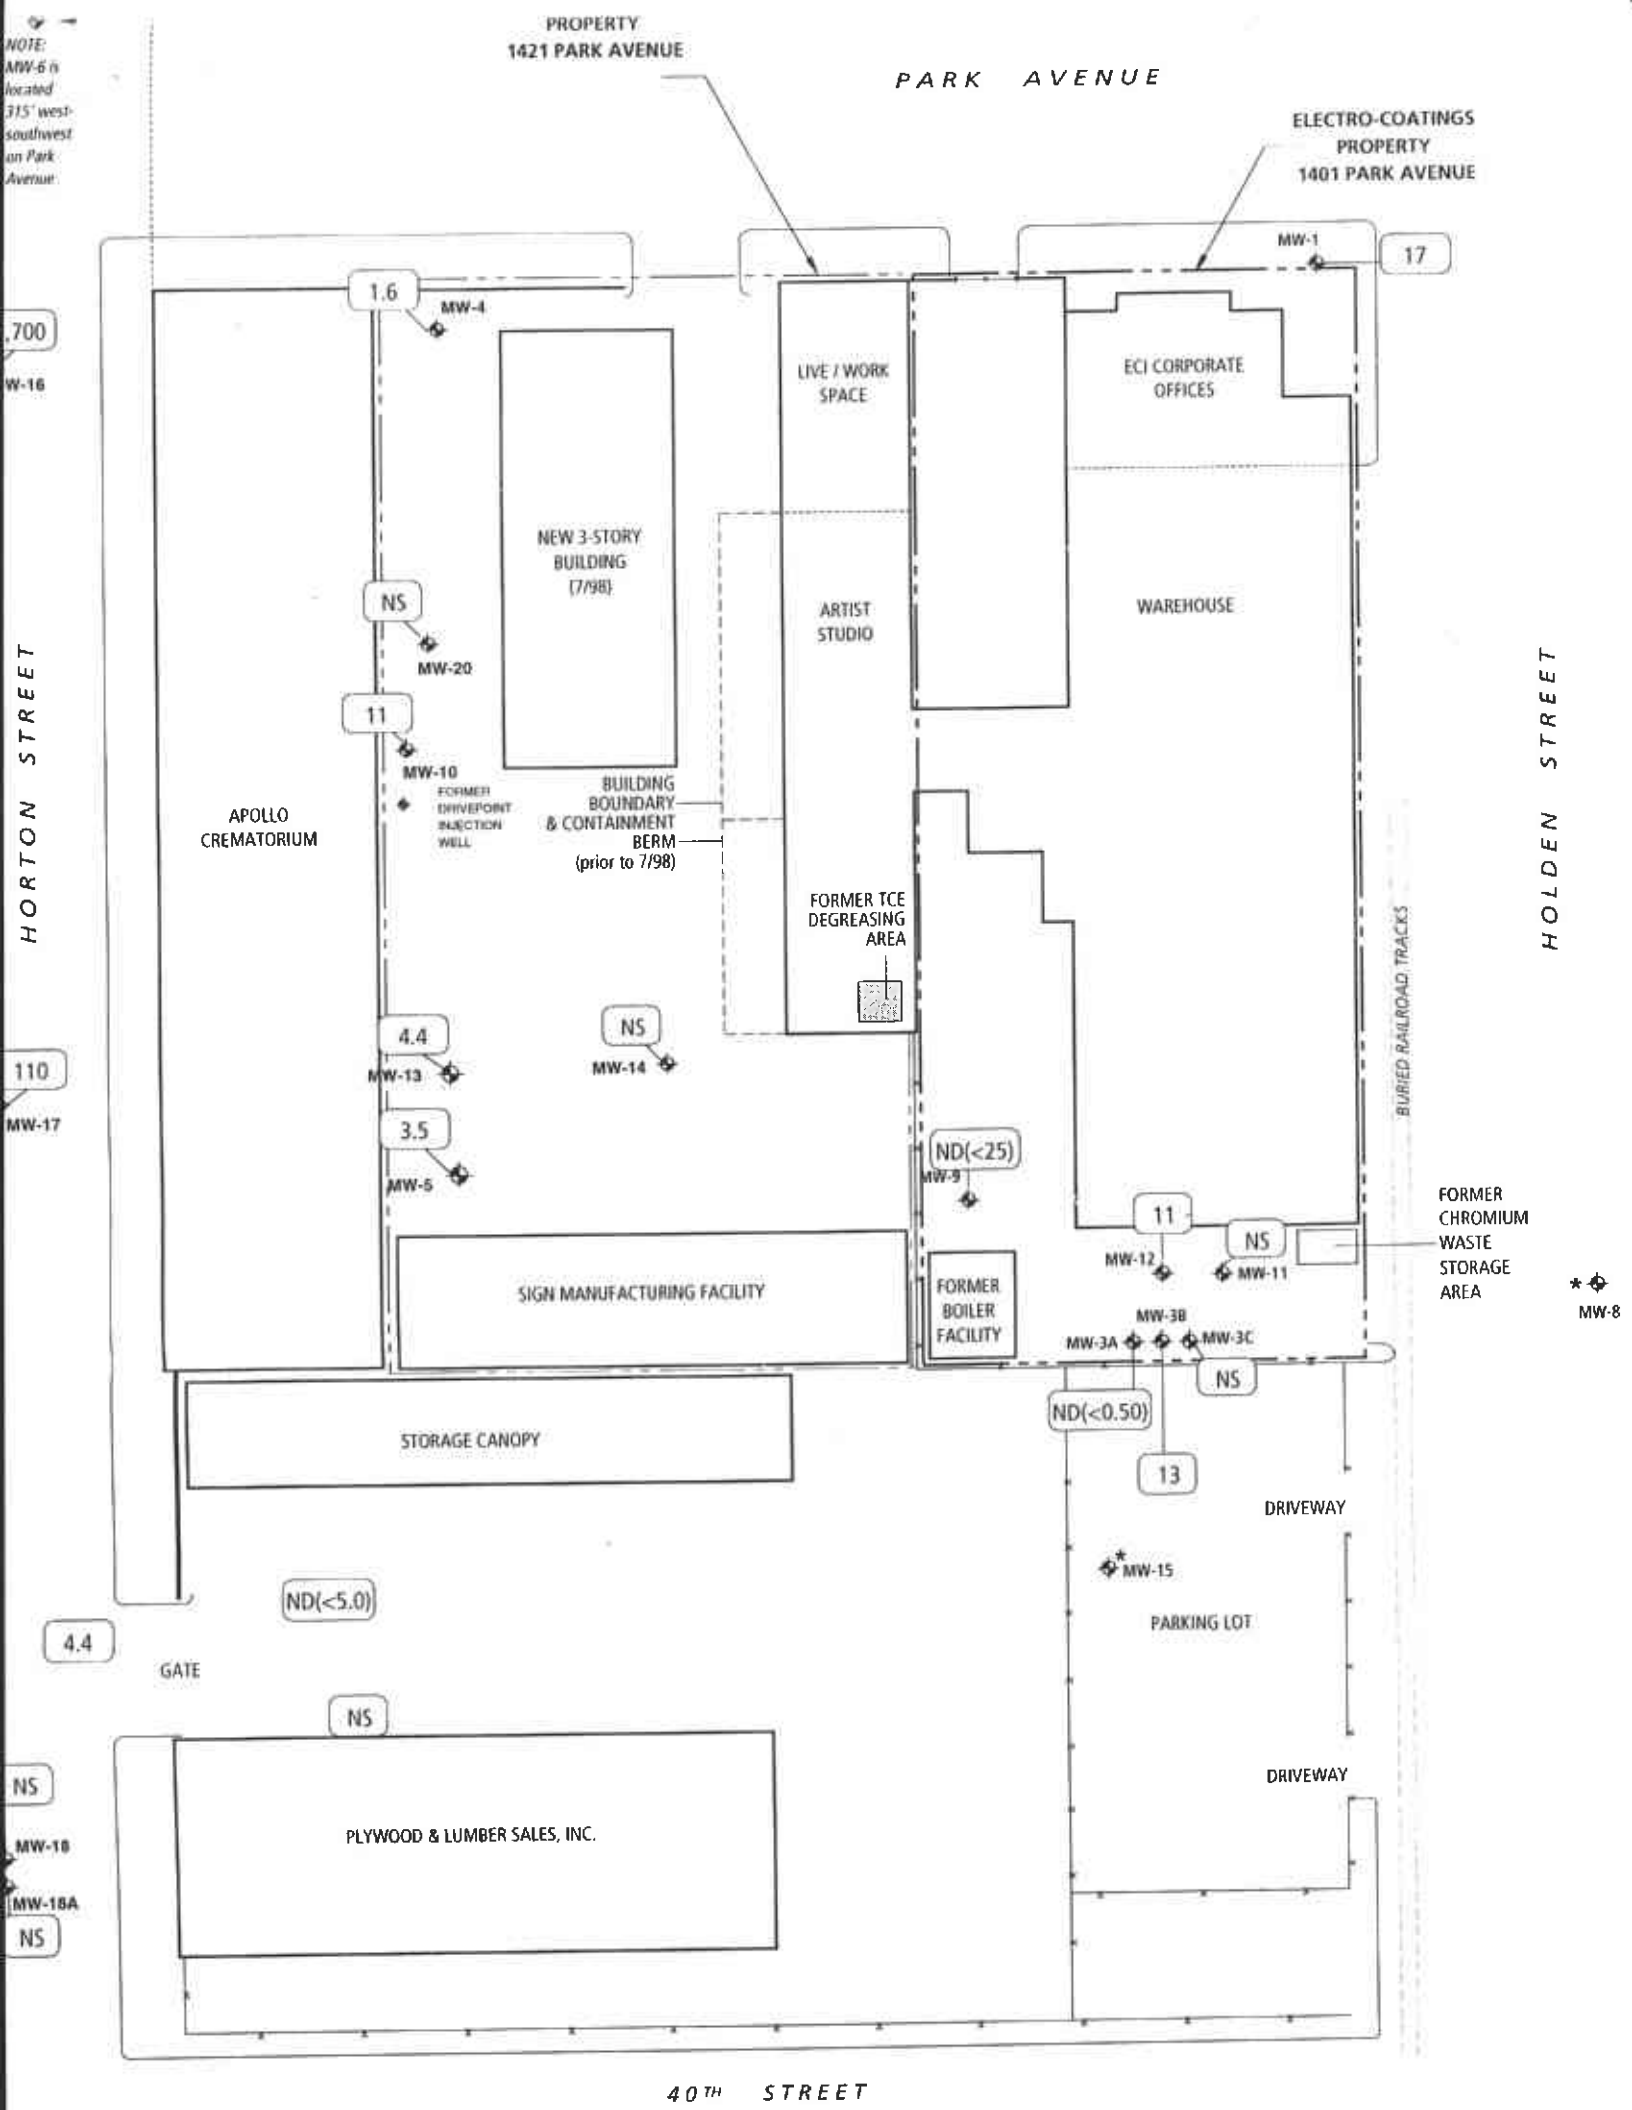 NOTE:
MW-6 is
located
315' west-
southwest
on Park
Avenue
PROPERTY
1421 PARK AVENUE
PARK AVENUE
ELECTRO-COATINGS
PROPERTY
1401 PARK AVENUE
MW-1
17
1.6
MW-4
,700
W-16
LIVE / WORK
SPACE
ECI CORPORATE
OFFICES
NEW 3-STORY
BUILDING
(7/98)
NS
MW-20
ARTIST
STUDIO
WAREHOUSE
HORTON STREET
HOLDEN STREET
11
MW-10
FORMER
DRIVEPOINT
INJECTION
WELL
BUILDING
BOUNDARY
& CONTAINMENT
BERM
(prior to 7/98)
APOLLO
CREMATORIUM
FORMER TCE
DEGREASING
AREA
BURIED RAILROAD TRACKS
4.4
MW-13
NS
MW-14
110
MW-17
3.5
MW-5
ND(<25)
MW-9
11
MW-12
NS
MW-11
FORMER
CHROMIUM
WASTE
STORAGE
AREA
*
MW-8
SIGN MANUFACTURING FACILITY
FORMER
BOILER
FACILITY
MW-3B
MW-3A
MW-3C
NS
ND(<0.50)
13
STORAGE CANOPY
DRIVEWAY
*
MW-15
PARKING LOT
ND(<5.0)
4.4
GATE
NS
NS
DRIVEWAY
MW-18
PLYWOOD & LUMBER SALES, INC.
MW-18A
NS
40TH STREET